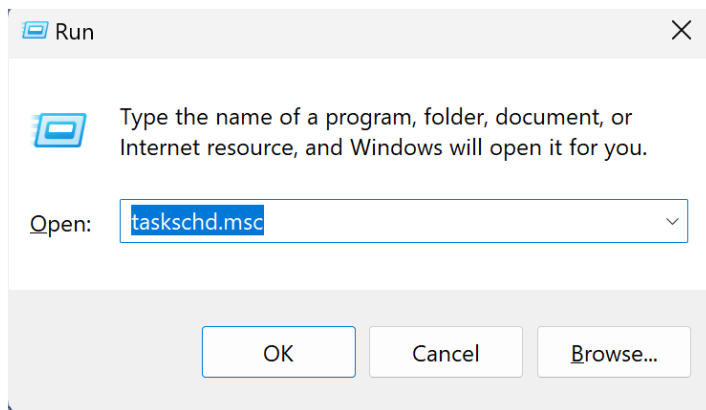 Run
Type the name of a program, folder, document, or
Internet resource, and Windows will open it for you.
Open: taskschd.msc
OK Cancel Browse...